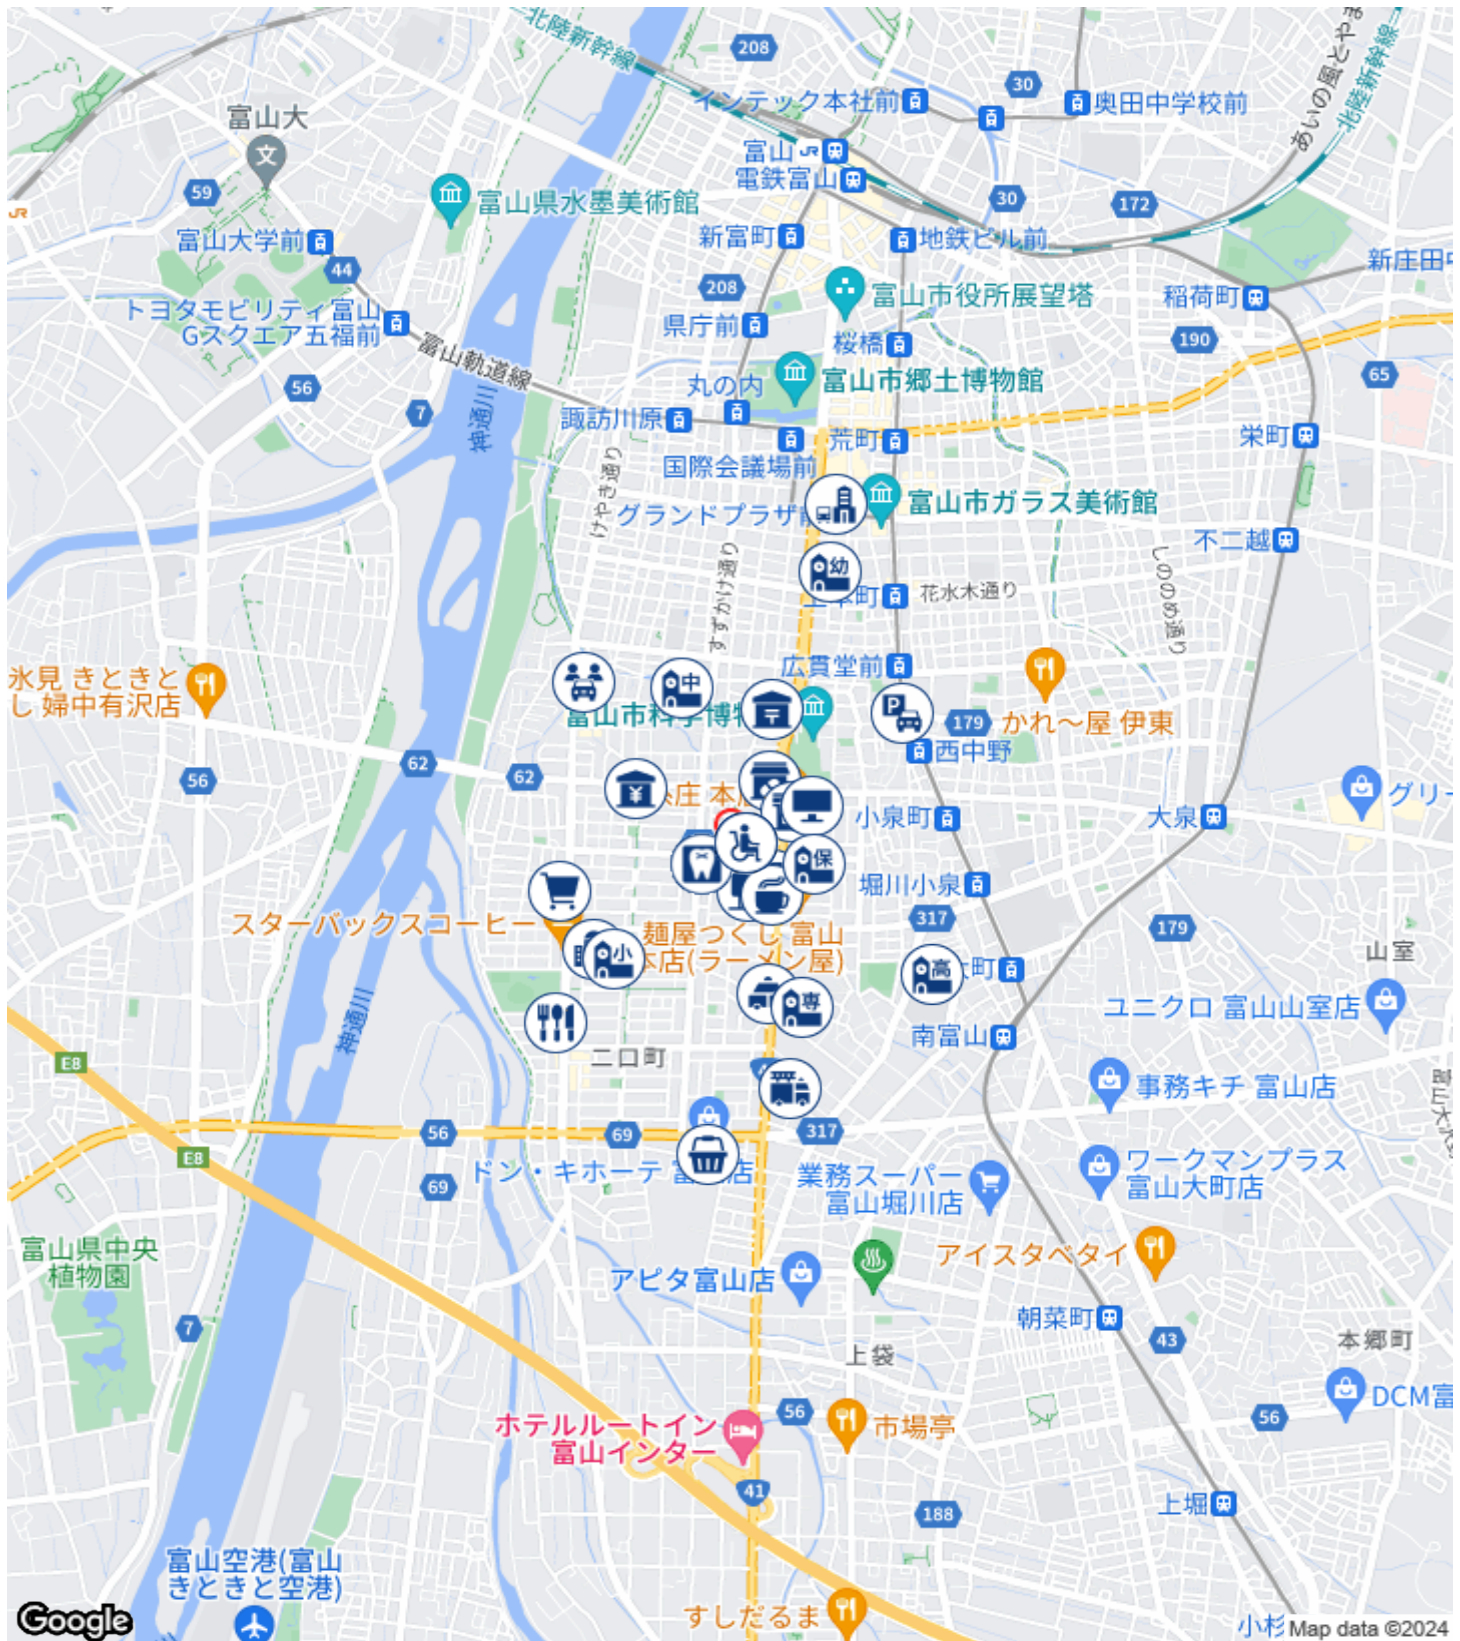 北陸新幹線
208
30
インテック本社前
奥田中学校前
あいの風とやま
北陸新幹線
富山大
文
富山
JR
電鉄富山
59
JR
富山県水墨美術館
30
172
富山大学前
新富町
地鉄ビル前
44
新庄田中
208
富山市役所展望塔
稲荷町
トヨタモビリティ富山
Gスクエア五福前
県庁前
桜橋
190
富山軌道線
56
丸の内
富山市郷土博物館
65
7
神通川
諏訪川原
荒町
栄町
国際会議場前
けやき通り
グランドプラザ前
富山市ガラス美術館
不二越
すずかけ通り
幼
上本町
花水木通り
しののめ通り
広貫堂前
氷見 きときと
し 婦中有沢店
中
富山市科学博物
P
179
かれ〜屋 伊東
西中野
62
62
56
¥
庄 本店
グリー
小泉町
大泉
保
堀川小泉
317
179
スターバックスコーヒー
麺屋つくし 富山
本店(ラーメン屋)
小
高
町
山室
専
ユニクロ 富山山室店
神通川
南富山
二口町
E8
事務キチ 富山店
56
69
317
E8
69
ドン・キホーテ 富山店
業務スーパー
富山堀川店
ワークマンプラス
富山大町店
富山県中央
植物園
アピタ富山店
アイスタベタイ
7
朝菜町
43
本郷町
上袋
DCM富
56
56
ホテルルートイン
富山インター
市場亭
41
188
上堀
富山空港(富山
きときと空港)
すしだるま
小杉
Google
Map data ©2024